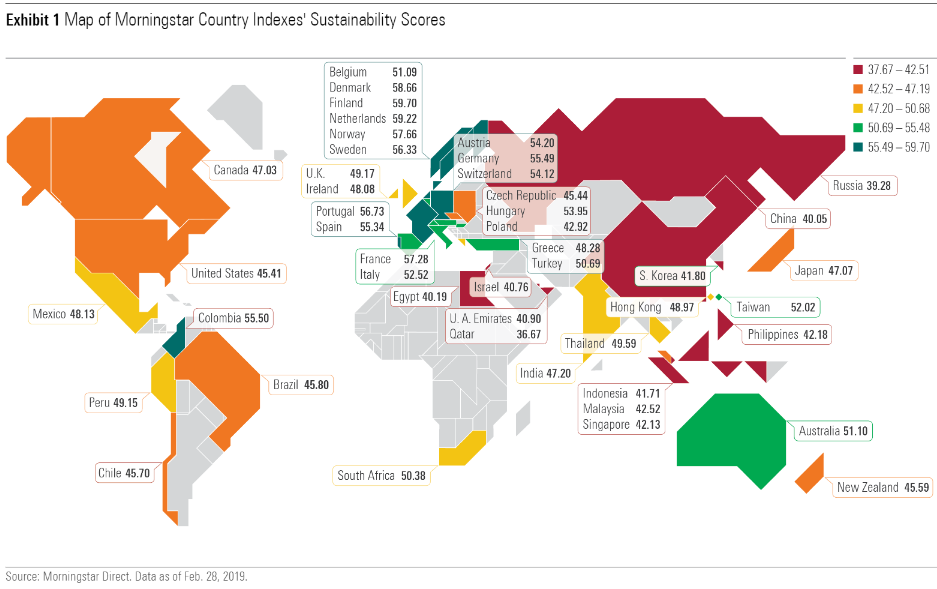 Exhibit 1 Map of Morningstar Country Indexes' Sustainability Scores
37.67 – 42.51
42.52 – 47.19
47.20 – 50.68
50.69 – 55.48
55.49 – 59.70
Belgium 51.09
Denmark 58.66
Finland 59.70
Netherlands 59.22
Norway 57.66
Sweden 56.33
Austria 54.20
Germany 55.49
Switzerland 54.12
Canada 47.03
U.K. 49.17
Ireland 48.08
Czech Republic 45.44
Hungary 53.95
Poland 42.92
Russia 39.28
Portugal 56.73
Spain 55.34
China 40.05
France 57.28
Italy 52.52
Greece 48.28
Turkey 50.69
United States 45.41
S. Korea 41.80
Japan 47.07
Egypt 40.19
Israel 40.76
Mexico 48.13
Colombia 55.50
U. A. Emirates 40.90
Qatar 36.67
Hong Kong 48.97
Taiwan 52.02
Philippines 42.18
Thailand 49.59
India 47.20
Brazil 45.80
Peru 49.15
Indonesia 41.71
Malaysia 42.52
Singapore 42.13
Australia 51.10
Chile 45.70
South Africa 50.38
New Zealand 45.59
Source: Morningstar Direct. Data as of Feb. 28, 2019.